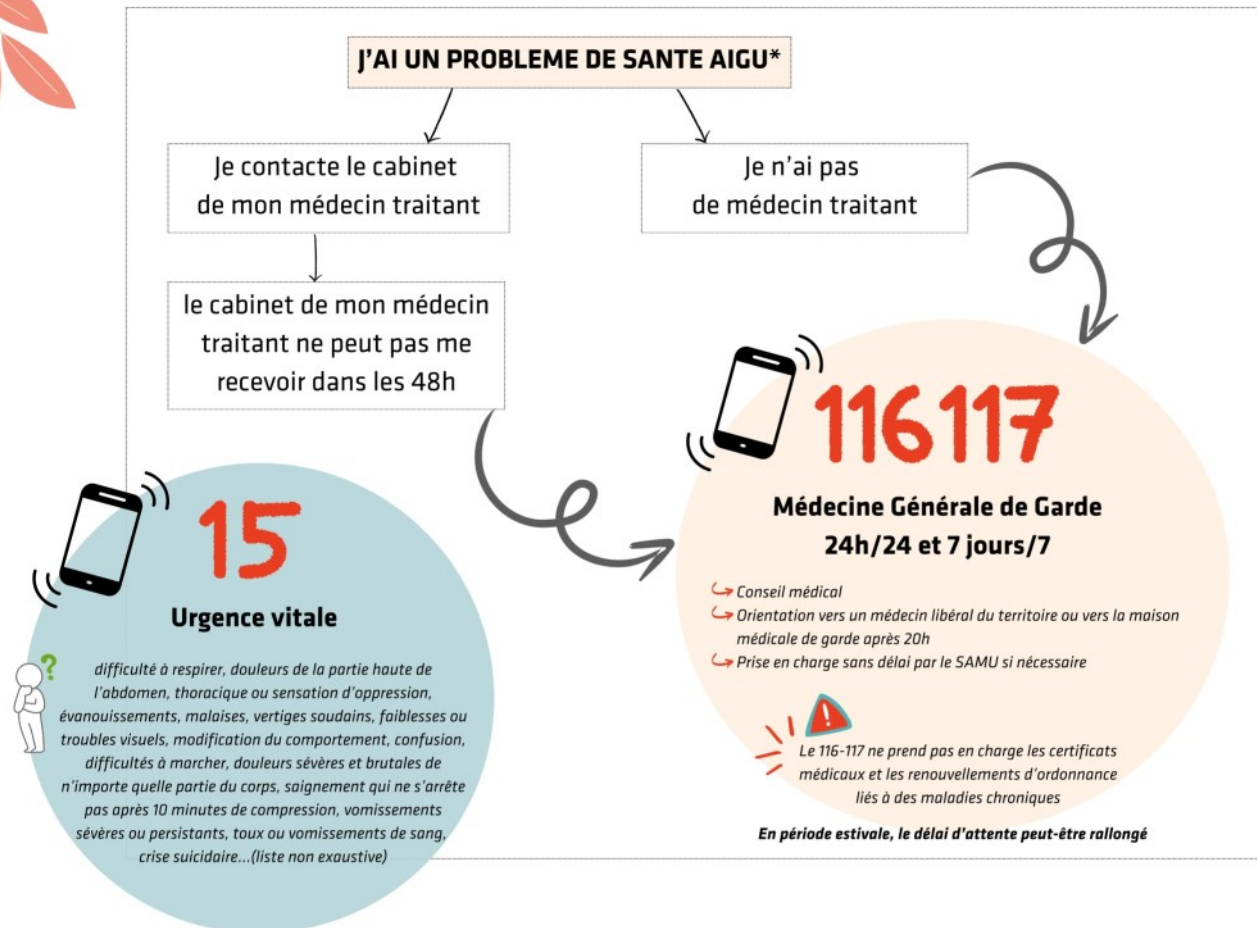 J'AI UN PROBLEME DE SANTE AIGU*
Je contacte le cabinet
de mon médecin traitant
Je n'ai pas
de médecin traitant
le cabinet de mon médecin
traitant ne peut pas me
recevoir dans les 48h
116 117
Médecine Générale de Garde
24h/24 et 7 jours/7
Conseil médical
Orientation vers un médecin libéral du territoire ou vers la maison
médicale de garde après 20h
Prise en charge sans délai par le SAMU si nécessaire
!
Le 116-117 ne prend pas en charge les certificats
médicaux et les renouvellements d'ordonnance
liés à des maladies chroniques
En période estivale, le délai d'attente peut-être rallongé
15
Urgence vitale
?
difficulté à respirer, douleurs de la partie haute de
l'abdomen, thoracique ou sensation d'oppression,
évanouissements, malaises, vertiges soudains, faiblesses ou
troubles visuels, modification du comportement, confusion,
difficultés à marcher, douleurs sévères et brutales de
n'importe quelle partie du corps, saignement qui ne s'arrête
pas après 10 minutes de compression, vomissements
sévères ou persistants, toux ou vomissements de sang,
crise suicidaire...(liste non exaustive)